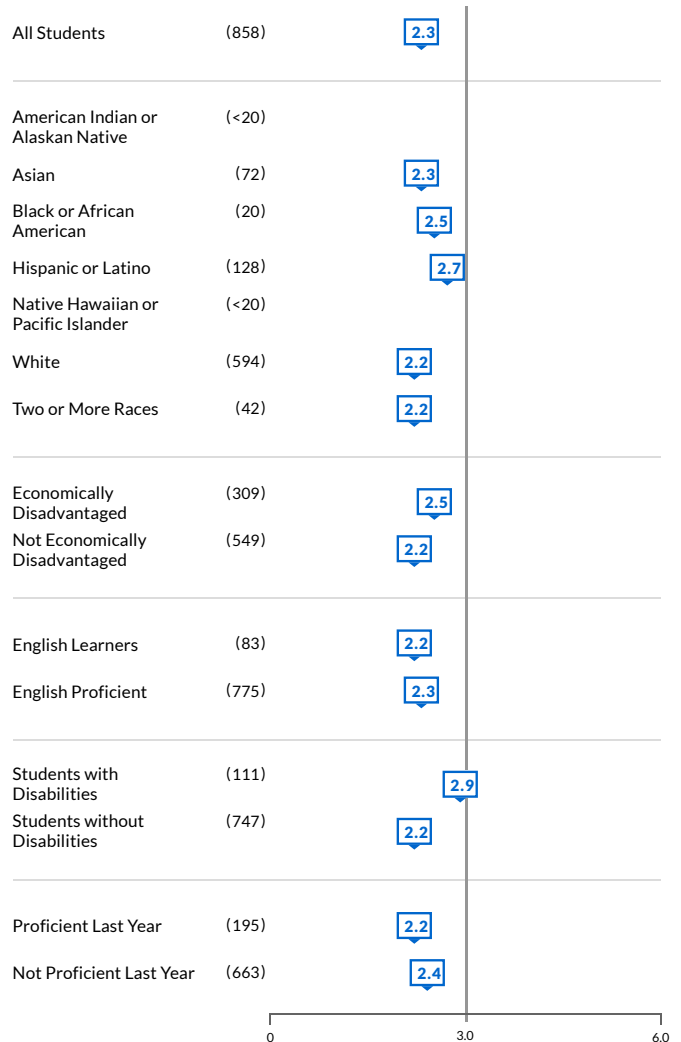 All Students (858) 2.3
American Indian or (<20)
Alaskan Native
Asian (72) 2.3
Black or African (20) 2.5
American
Hispanic or Latino (128) 2.7
Native Hawaiian or (<20)
Pacific Islander
White (594) 2.2
Two or More Races (42) 2.2
Economically (309) 2.5
Disadvantaged
Not Economically (549) 2.2
Disadvantaged
English Learners (83) 2.2
English Proficient (775) 2.3
Students with (111) 2.9
Disabilities
Students without (747) 2.2
Disabilities
Proficient Last Year (195) 2.2
Not Proficient Last Year (663) 2.4
0 3.0 6.0